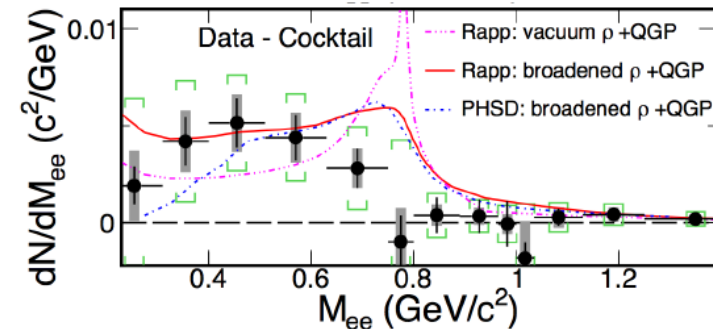 0.01
Data - Cocktail
Rapp: vacuum ρ +QGP
Rapp: broadened ρ +QGP
PHSD: broadened ρ +QGP
dN/dMee (c²/GeV)
0
0.4 0.6 0.8 1 1.2
Mee (GeV/c²)